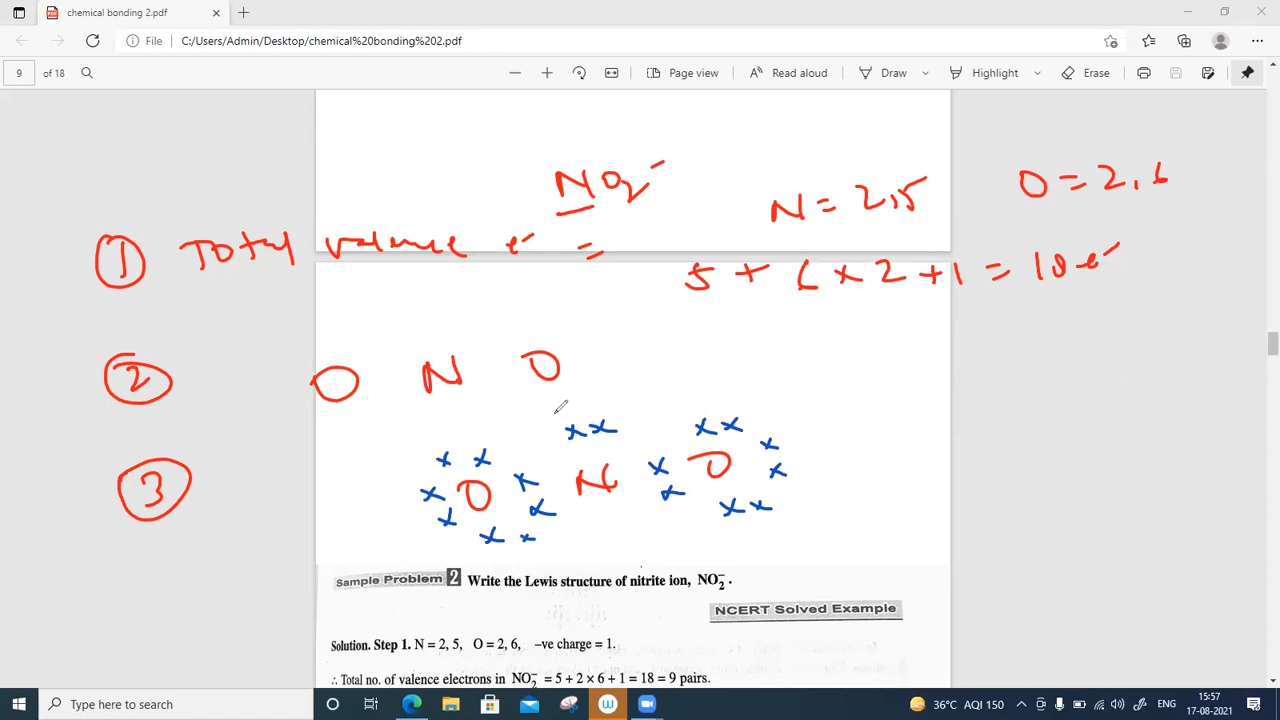 chemical bonding 2.pdf
File
C:/Users/Admin/Desktop/chemical%20bonding%202.pdf
9 of 18
Page view
Read aloud
Draw
Highlight
Erase
NO2-
N = 2,5
O = 2,6
① Total valence e- =
5 + 6 × 2 + 1 = 18 e-
② O N O
③ O N O
Sample Problem 2 Write the Lewis structure of nitrite ion, NO2-.
NCERT Solved Example
Solution. Step 1. N = 2, 5, O = 2, 6, –ve charge = 1.
∴ Total no. of valence electrons in NO2- = 5 + 2 × 6 + 1 = 18 = 9 pairs.
Type here to search
36°C AQI 150
15:57
17-08-2021